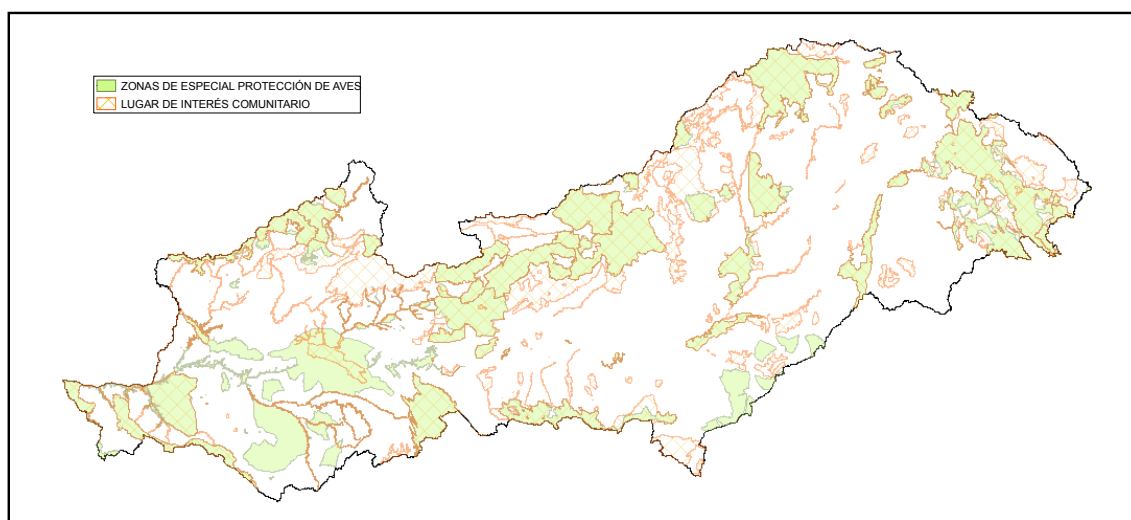 ZONAS DE ESPECIAL PROTECCIÓN DE AVES
LUGAR DE INTERÉS COMUNITARIO